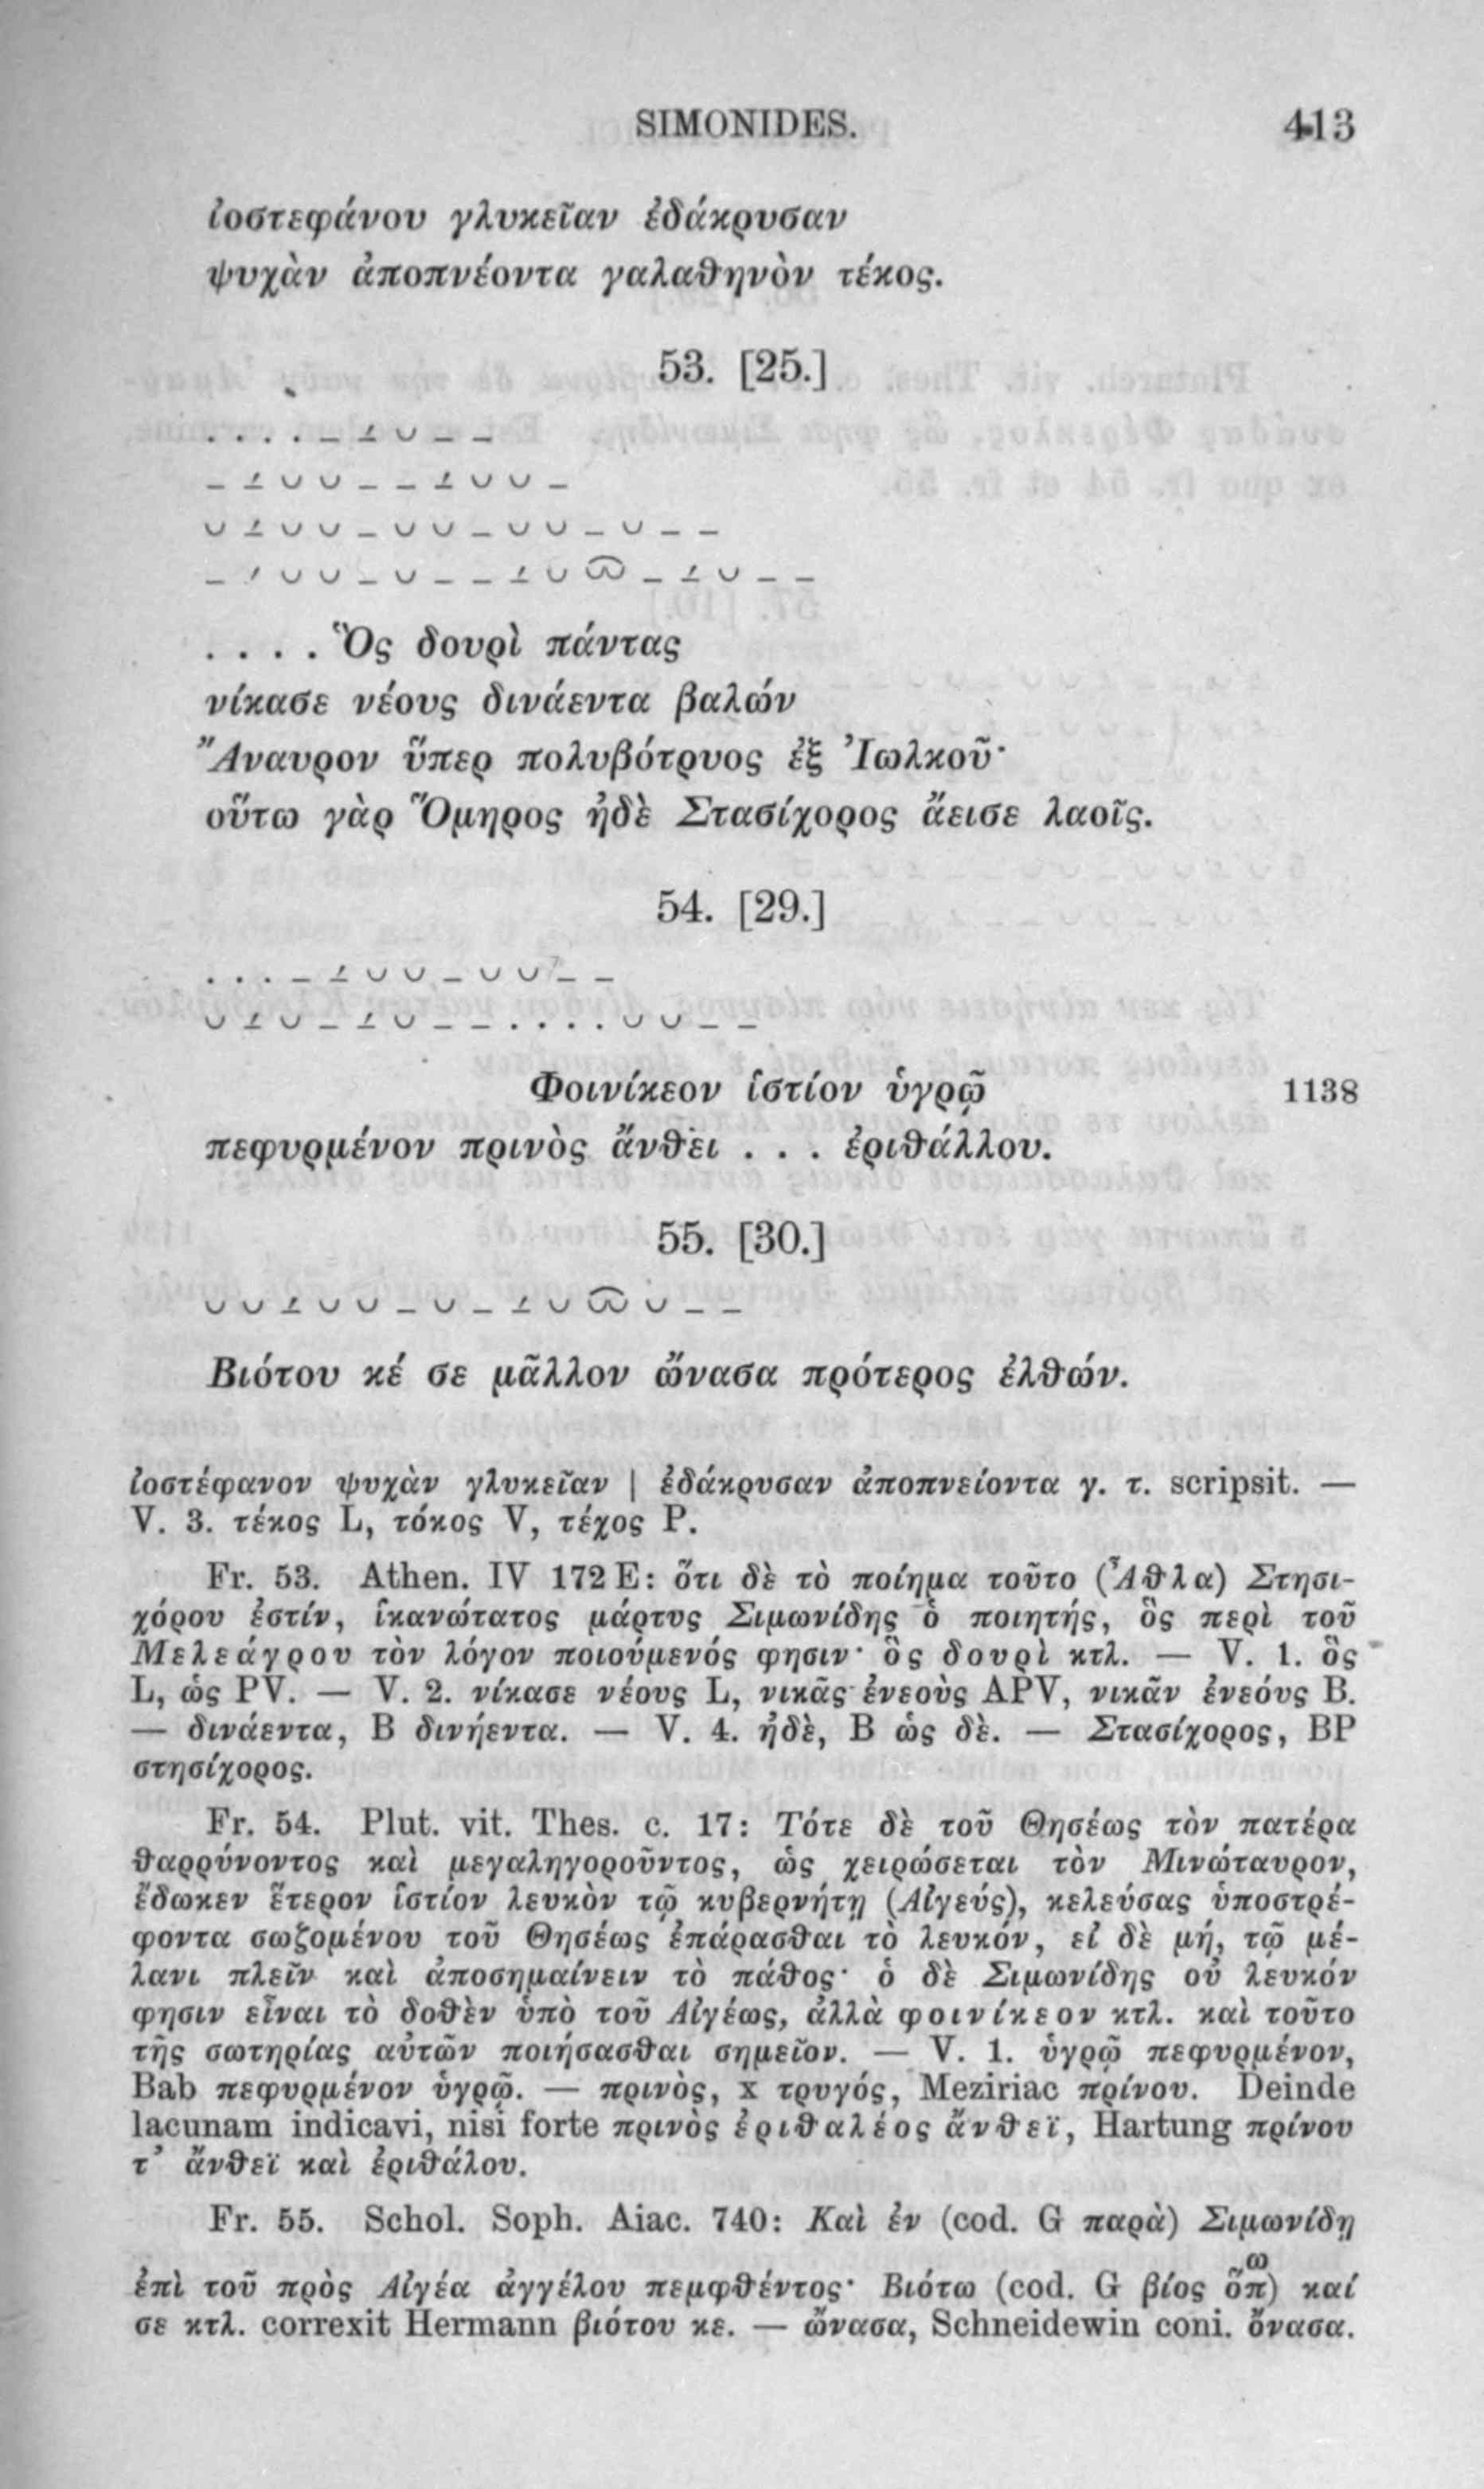 SIMONIDES. 413
ἰοστεφάνου γλυκεῖαν ἐδάκρυσαν
ψυχὰν ἀποπνέοντα γαλαθηνὸν τέκος.
53. [25.]
. . . . – –́ ⏑ – –
– –́ ⏑ ⏑ – – –́ ⏑ ⏑ –
⏑ –́ ⏑ ⏑ – ⏑ ⏑ – ⏑ ⏑ – ⏑ – –
– ΄ ⏑ ⏑ – ⏑ – – –́ ⏑ ⏔ – –́ ⏑ – –
. . . . Ὃς δουρὶ πάντας
νίκασε νέους δινάεντα βαλών
Ἄναυρον ὕπερ πολυβότρυος ἐξ Ἰωλκοῦ·
οὕτω γὰρ Ὅμηρος ἠδὲ Στασίχορος ἄεισε λαοῖς.
54. [29.]
. . . – –́ ⏑ ⏑ – ⏑ ⏑ – –
⏑ –́ ⏑ – –́ ⏑ – – . . . . ⏑ ⏑ – –
Φοινίκεον ἱστίον ὑγρῷ 1138
πεφυρμένον πρινὸς ἄνθει . . . ἐριθάλλου.
55. [30.]
⏑ ⏑ –́ ⏑ ⏑ – ⏑ – –́ ⏑ ⏔ ⏑ – –
Βιότου κέ σε μᾶλλον ὤνασα πρότερος ἐλθών.
ἰοστέφανον ψυχὰν γλυκεῖαν | ἐδάκρυσαν ἀποπνείοντα γ. τ. scripsit. —
V. 3. τέκος L, τόκος V, τέχος P.
Fr. 53. Athen. IV 172 E: ὅτι δὲ τὸ ποίημα τοῦτο (Ἆθλα) Στησι-
χόρου ἐστίν, ἱκανώτατος μάρτυς Σιμωνίδης ὁ ποιητής, ὃς περὶ τοῦ
Μελεάγρου τὸν λόγον ποιούμενός φησιν· ὃς δουρὶ κτλ. — V. 1. ὃς
L, ὡς PV. — V. 2. νίκασε νέους L, νικᾶς ἐνεοὺς APV, νικᾶν ἐνεόυς B.
— δινάεντα, B δινήεντα. — V. 4. ἠδὲ, B ὡς δὲ. — Στασίχορος, BP
στησίχορος.
Fr. 54. Plut. vit. Thes. c. 17: Τότε δὲ τοῦ Θησέως τὸν πατέρα
θαρρύνοντος καὶ μεγαληγοροῦντος, ὡς χειρώσεται τὸν Μινώταυρον,
ἔδωκεν ἕτερον ἱστίον λευκὸν τῷ κυβερνήτῃ (Αἰγεύς), κελεύσας ὑποστρέ-
φοντα σωζομένου τοῦ Θησέως ἐπάρασθαι τὸ λευκόν, εἰ δὲ μή, τῷ μέ-
λανι πλεῖν καὶ ἀποσημαίνειν τὸ πάθος· ὁ δὲ Σιμωνίδης οὐ λευκόν
φησιν εἶναι τὸ δοθὲν ὑπὸ τοῦ Αἰγέως, ἀλλὰ φοινίκεον κτλ. καὶ τοῦτο
τῆς σωτηρίας αὐτῶν ποιήσασθαι σημεῖον. — V. 1. ὑγρῷ πεφυρμένον,
Bab πεφυρμένον ὑγρῷ. — πρινὸς, x τρυγός, Meziriac πρίνου. Deinde
lacunam indicavi, nisi forte πρινὸς ἐριθαλέος ἄνθεϊ, Hartung πρίνου
τ’ ἄνθεϊ καὶ ἐριθάλου.
Fr. 55. Schol. Soph. Aiac. 740: Καὶ ἐν (cod. G παρὰ) Σιμωνίδῃ
ἐπὶ τοῦ πρὸς Αἰγέα ἀγγέλου πεμφθέντος· Βιότω (cod. G βίος ὅπω) καί
σε κτλ. correxit Hermann βιότου κε. — ὤνασα, Schneidewin coni. ὄνασα.